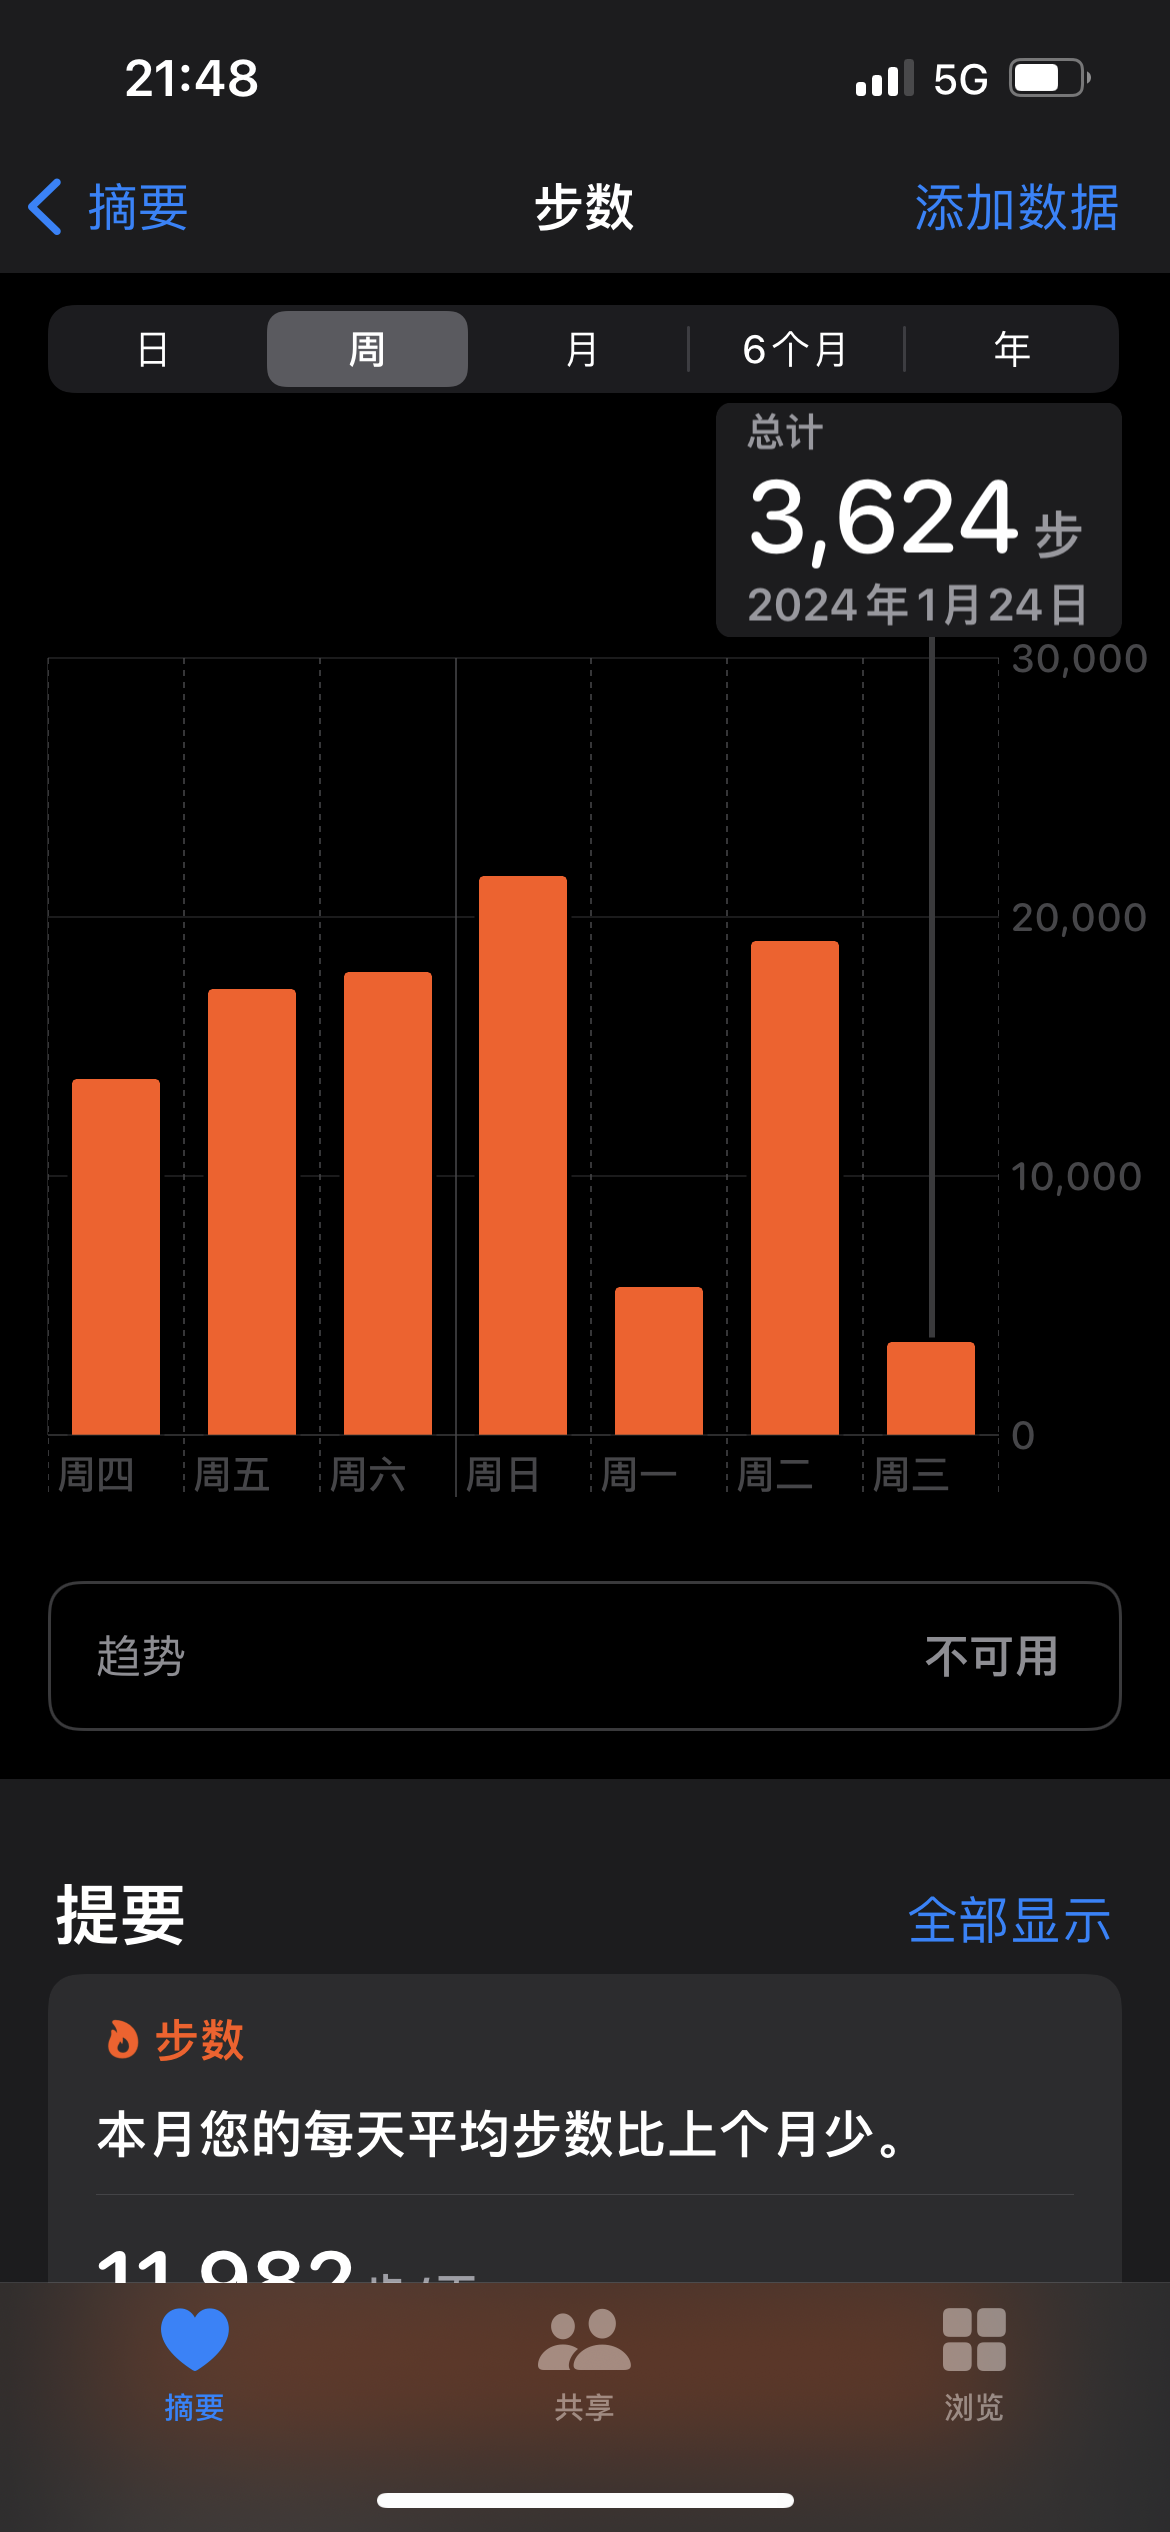 21:48 5G
摘要 步数 添加数据
日 周 月 6个月 年
总计
3,624 步
2024年1月24日
30,000
20,000
10,000
0
周四 周五 周六 周日 周一 周二 周三
趋势 不可用
提要 全部显示
步数
本月您的每天平均步数比上个月少。
11,982 步/天
摘要 共享 浏览